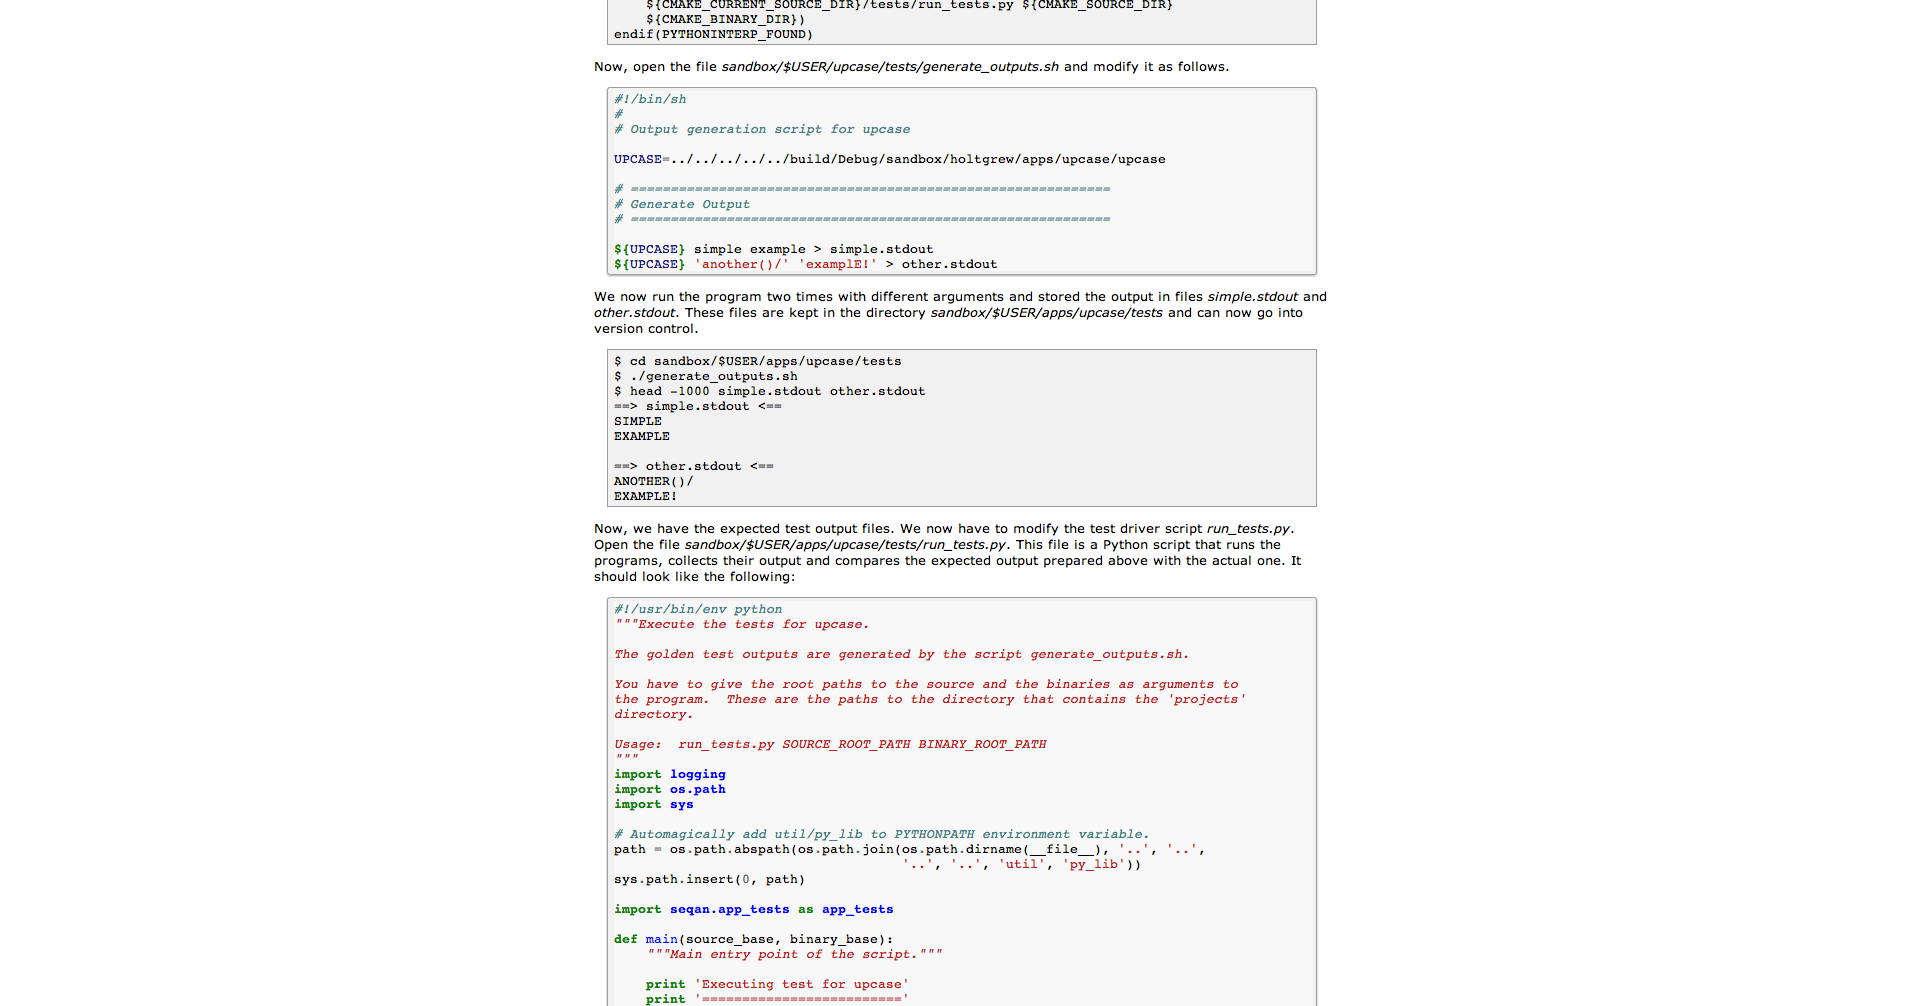 ${CMAKE_CURRENT_SOURCE_DIR}/tests/run_tests.py ${CMAKE_SOURCE_DIR}
${CMAKE_BINARY_DIR})
endif(PYTHONINTERP_FOUND)
Now, open the file sandbox/$USER/upcase/tests/generate_outputs.sh and modify it as follows.
#!/bin/sh
#
# Output generation script for upcase
UPCASE=../../../../../build/Debug/sandbox/holtgrew/apps/upcase/upcase
# ============================================================
# Generate Output
# ============================================================
${UPCASE} simple example > simple.stdout
${UPCASE} 'another()/' 'examplE!' > other.stdout
We now run the program two times with different arguments and stored the output in files simple.stdout and
other.stdout. These files are kept in the directory sandbox/$USER/apps/upcase/tests and can now go into
version control.
$ cd sandbox/$USER/apps/upcase/tests
$ ./generate_outputs.sh
$ head -1000 simple.stdout other.stdout
==> simple.stdout <==
SIMPLE
EXAMPLE
==> other.stdout <==
ANOTHER()/
EXAMPLE!
Now, we have the expected test output files. We now have to modify the test driver script run_tests.py.
Open the file sandbox/$USER/apps/upcase/tests/run_tests.py. This file is a Python script that runs the
programs, collects their output and compares the expected output prepared above with the actual one. It
should look like the following:
#!/usr/bin/env python
"""Execute the tests for upcase.
The golden test outputs are generated by the script generate_outputs.sh.
You have to give the root paths to the source and the binaries as arguments to
the program.  These are the paths to the directory that contains the 'projects'
directory.
Usage:  run_tests.py SOURCE_ROOT_PATH BINARY_ROOT_PATH
"""
import logging
import os.path
import sys
# Automagically add util/py_lib to PYTHONPATH environment variable.
path = os.path.abspath(os.path.join(os.path.dirname(__file__), '..', '..',
'..', '..', 'util', 'py_lib'))
sys.path.insert(0, path)
import seqan.app_tests as app_tests
def main(source_base, binary_base):
"""Main entry point of the script."""
print 'Executing test for upcase'
print '========================='